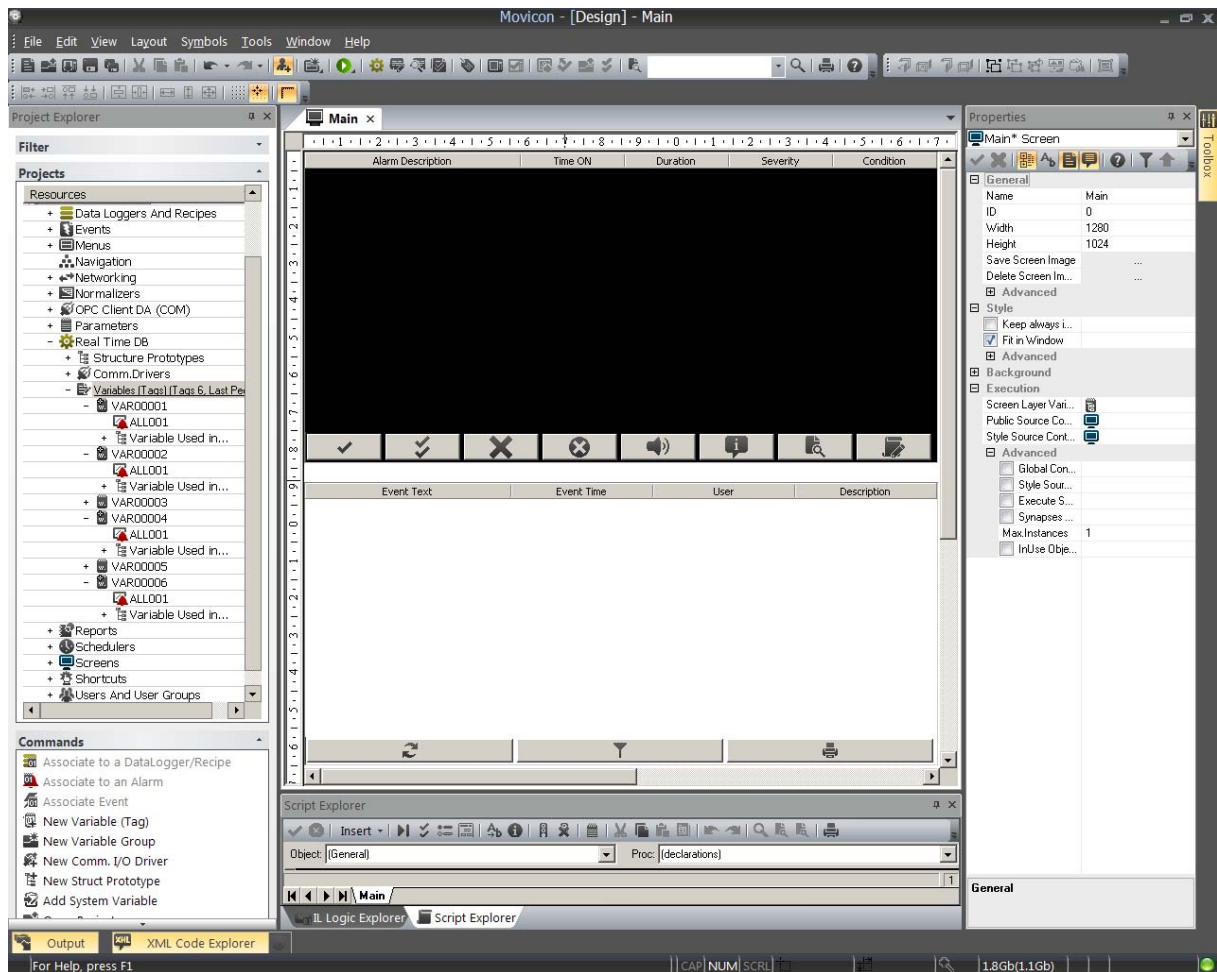 Movicon - [Design] - Main
File Edit View Layout Symbols Tools Window Help
Project Explorer
Filter
Projects
Resources
Data Loggers And Recipes
Events
Menus
Navigation
Networking
Normalizers
OPC Client DA (COM)
Parameters
Real Time DB
Structure Prototypes
Comm.Drivers
Variables (Tags) (Tags 6, Last
VAR00001
ALL001
Variable Used in...
VAR00002
ALL001
Variable Used in...
VAR00003
VAR00004
ALL001
Variable Used in...
VAR00005
VAR00006
ALL001
Variable Used in...
Reports
Schedulers
Screens
Shortcuts
Users And User Groups
Commands
Associate to a DataLogger/Recipe
Associate to an Alarm
Associate Event
New Variable (Tag)
New Variable Group
New Comm. I/O Driver
New Struct Prototype
Add System Variable
Main
Alarm Description Time ON Duration Severity Condition
Event Text Event Time User Description
Script Explorer
Insert
Object: (General) Proc: (declarations)
1
Main
IL Logic Explorer Script Explorer
Properties
Main* Screen
General
Name Main
ID 0
Width 1280
Height 1024
Save Screen Image ...
Delete Screen Im... ...
Advanced
Style
Keep always i...
Fit in Window
Advanced
Background
Execution
Screen Layer Vari...
Public Source Co...
Style Source Cont...
Advanced
Global Con...
Style Sour...
Execute S...
Synapses ...
Max.Instances 1
InUse Obje...
General
Toolbox
Output XML Code Explorer
For Help, press F1 CAP NUM SCRL 1.8Gb(1.1Gb)